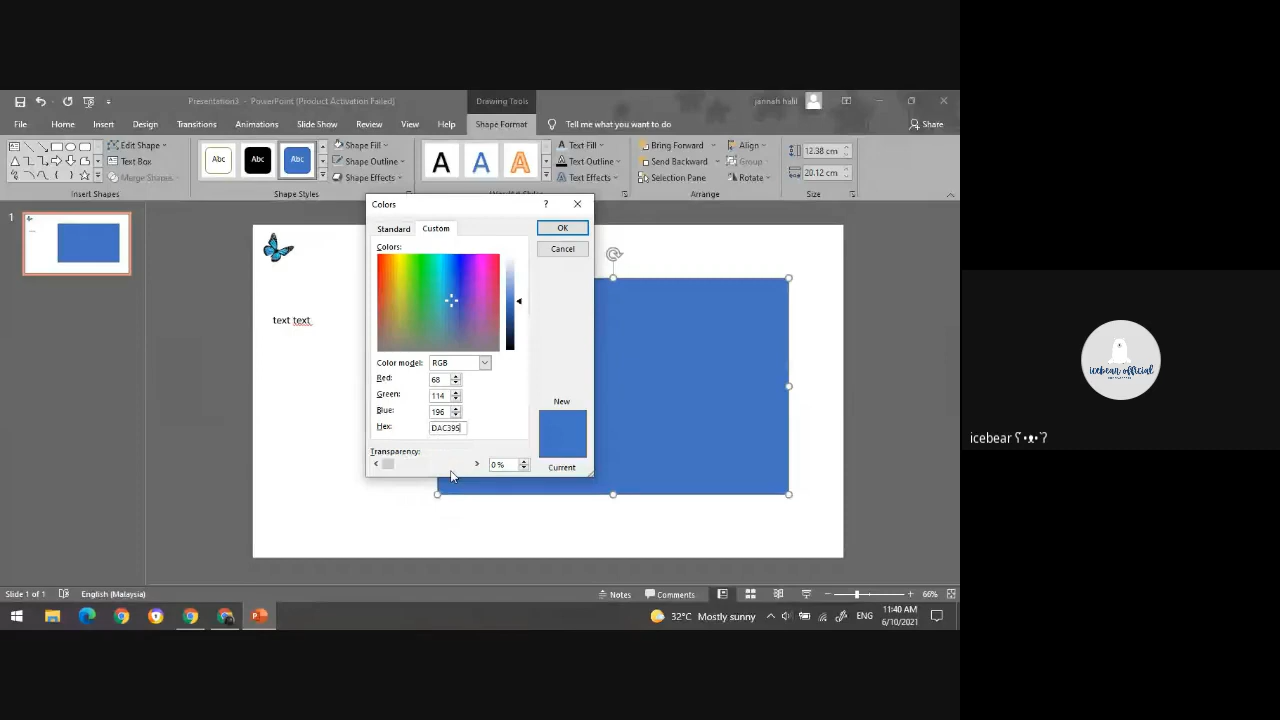 Presentation3 - PowerPoint (Product Activation Failed)
Drawing Tools
jannah halil
File Home Insert Design Transitions Animations Slide Show Review View Help Shape Format Tell me what you want to do Share
Edit Shape
Text Box
Merge Shapes
Insert Shapes
Abc Abc Abc
Shape Fill
Shape Outline
Shape Effects
Shape Styles
A A A
Text Fill
Text Outline
Text Effects
Bring Forward
Send Backward
Selection Pane
Align
Group
Rotate
Arrange
12.38 cm
20.12 cm
Size
1
text text
Colors ?
Standard Custom
OK
Cancel
Colors:
Color model: RGB
Red: 68
Green: 114
Blue: 196
Hex: DAC395
Transparency:
0 %
New
Current
icebear official
icebear ʕ·ᴥ·ʔ
Slide 1 of 1 English (Malaysia) Notes Comments 66%
32°C Mostly sunny ENG
11:40 AM
6/10/2021